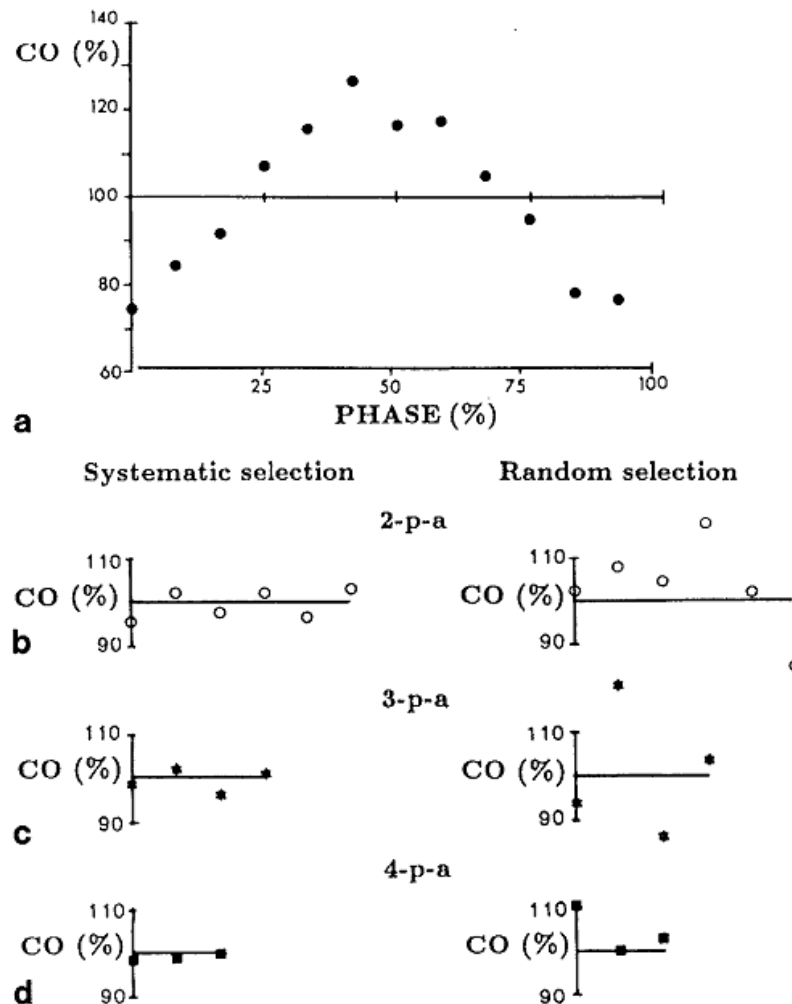 140
CO (%)
120
100
80
60
25 50 75 100
PHASE (%)
a
Systematic selection Random selection
2-p-a
110 110
CO (%) CO (%)
90 90
b
3-p-a
110 110
CO (%) CO (%)
90 90
c
4-p-a
110 110
CO (%) CO (%)
90 90
d